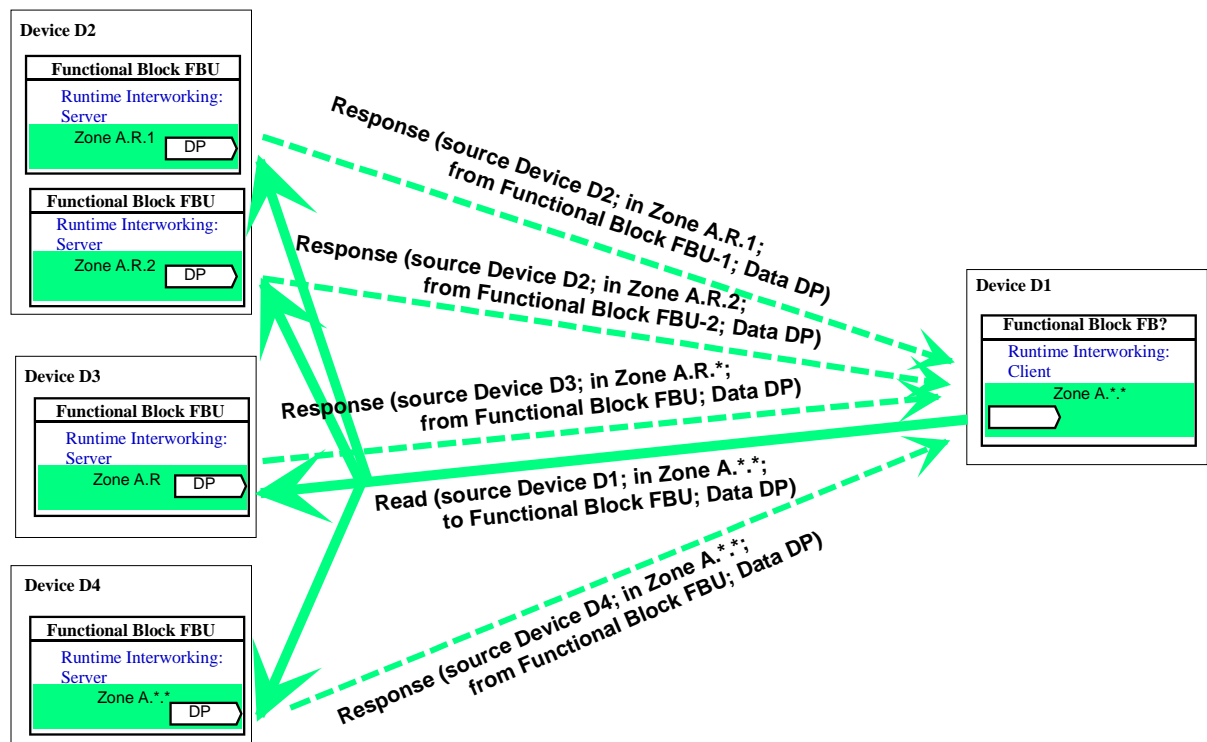 Device D2
Functional Block FBU
Runtime Interworking:
Server
Zone A.R.1
DP
Functional Block FBU
Runtime Interworking:
Server
Zone A.R.2
DP
Device D3
Functional Block FBU
Runtime Interworking:
Server
Zone A.R
DP
Device D4
Functional Block FBU
Runtime Interworking:
Server
Zone A.*.*
DP
Response (source Device D2; in Zone A.R.1;
from Functional Block FBU-1; Data DP)
Response (source Device D2; in Zone A.R.2;
from Functional Block FBU-2; Data DP)
Response (source Device D3; in Zone A.R.*;
from Functional Block FBU; Data DP)
Read (source Device D1; in Zone A.*.*;
to Functional Block FBU; Data DP)
Response (source Device D4; in Zone A.*.*;
from Functional Block FBU; Data DP)
Device D1
Functional Block FB?
Runtime Interworking:
Client
Zone A.*.*